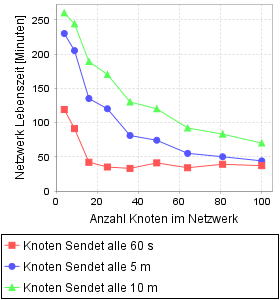 Netzwerk Lebenszeit [Minuten]
250
200
150
100
50
0
0 20 40 60 80 100
Anzahl Knoten im Netzwerk
Knoten Sendet alle 60 s
Knoten Sendet alle 5 m
Knoten Sendet alle 10 m